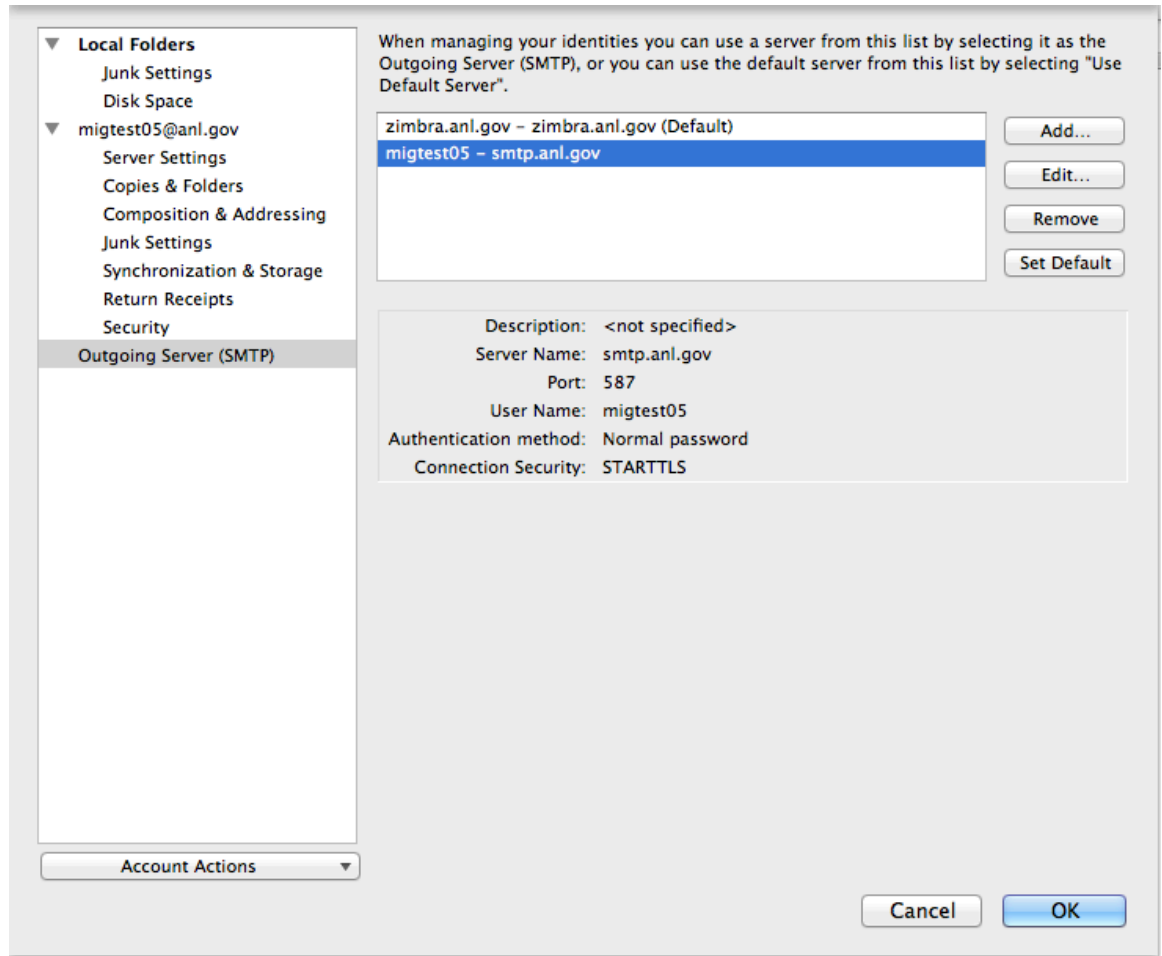 Local Folders
Junk Settings
Disk Space
migtest05@anl.gov
Server Settings
Copies & Folders
Composition & Addressing
Junk Settings
Synchronization & Storage
Return Receipts
Security
Outgoing Server (SMTP)
Account Actions
When managing your identities you can use a server from this list by selecting it as the
Outgoing Server (SMTP), or you can use the default server from this list by selecting "Use
Default Server".
zimbra.anl.gov – zimbra.anl.gov (Default)
migtest05 – smtp.anl.gov
Add...
Edit...
Remove
Set Default
Description: <not specified>
Server Name: smtp.anl.gov
Port: 587
User Name: migtest05
Authentication method: Normal password
Connection Security: STARTTLS
Cancel
OK